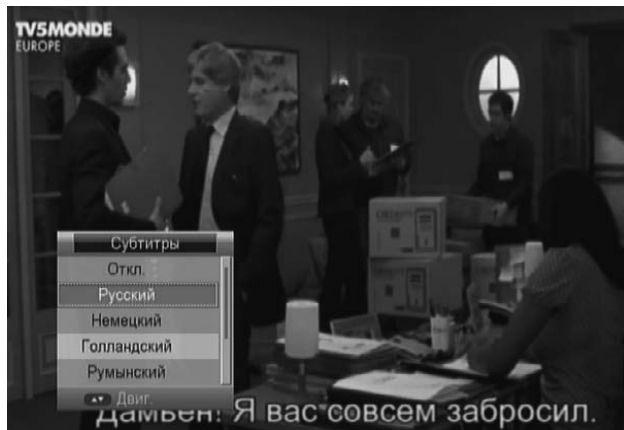 TV5MONDE
EUROPE
Субтитры
Откл.
Русский
Немецкий
Голландский
Румынский
Двиг.
Дамьен! Я вас совсем забросил.